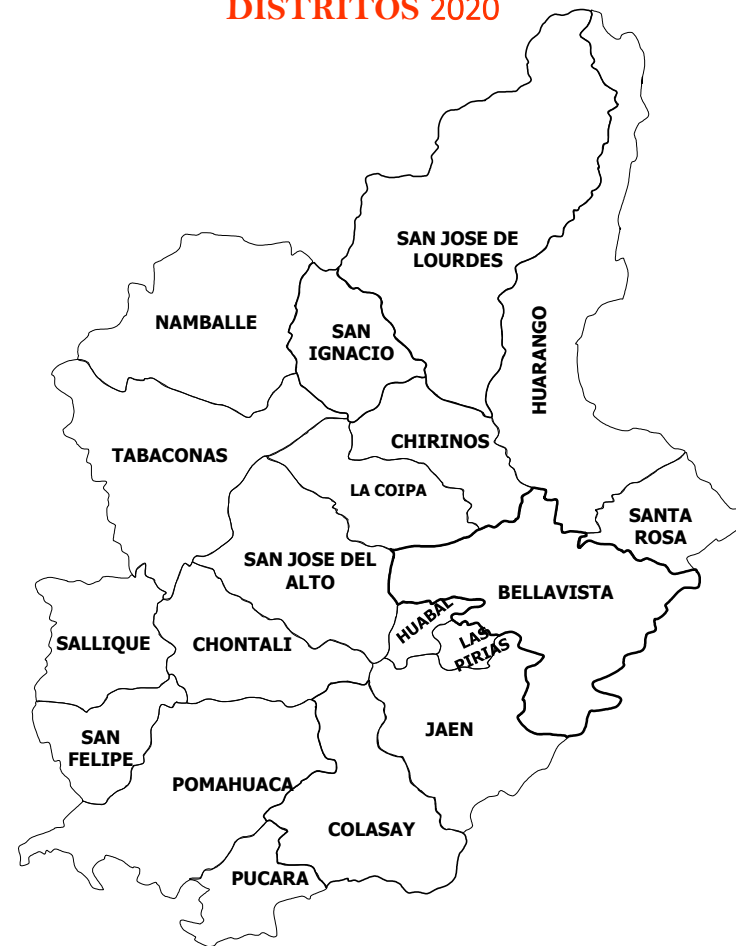 DISTRITOS 2020
SAN JOSE DE
LOURDES
NAMBALLE
SAN
IGNACIO
HUARANGO
CHIRINOS
TABACONAS
LA COIPA
SANTA
ROSA
SAN JOSE DEL
ALTO
BELLAVISTA
HUABAL
LAS
PIRIAS
SALLIQUE
CHONTALI
SAN
FELIPE
JAEN
POMAHUACA
COLASAY
PUCARA